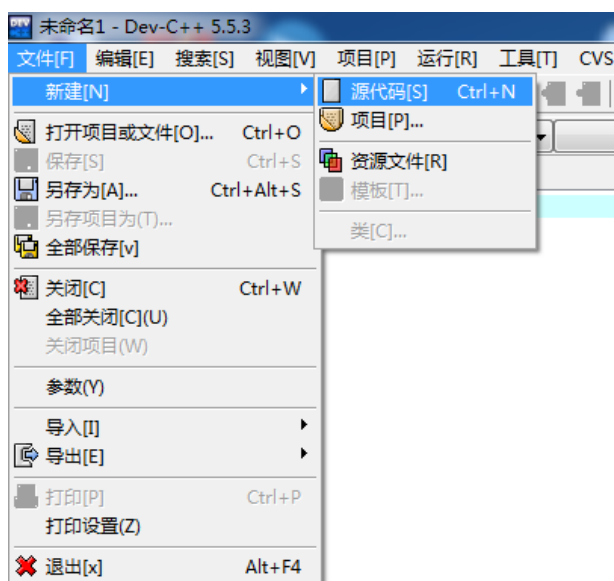 未命名1 - Dev-C++ 5.5.3
文件[F] 编辑[E] 搜索[S] 视图[V] 项目[P] 运行[R] 工具[T] CVS
新建[N]
源代码[S] Ctrl+N
项目[P]...
打开项目或文件[O]... Ctrl+O
保存[S] Ctrl+S
资源文件[R]
另存为[A]... Ctrl+Alt+S
模板[T]...
另存项目为(T)...
类[C]...
全部保存[v]
关闭[C] Ctrl+W
全部关闭[C](U)
关闭项目(W)
参数(Y)
导入[I]
导出[E]
打印[P] Ctrl+P
打印设置(Z)
退出[x] Alt+F4